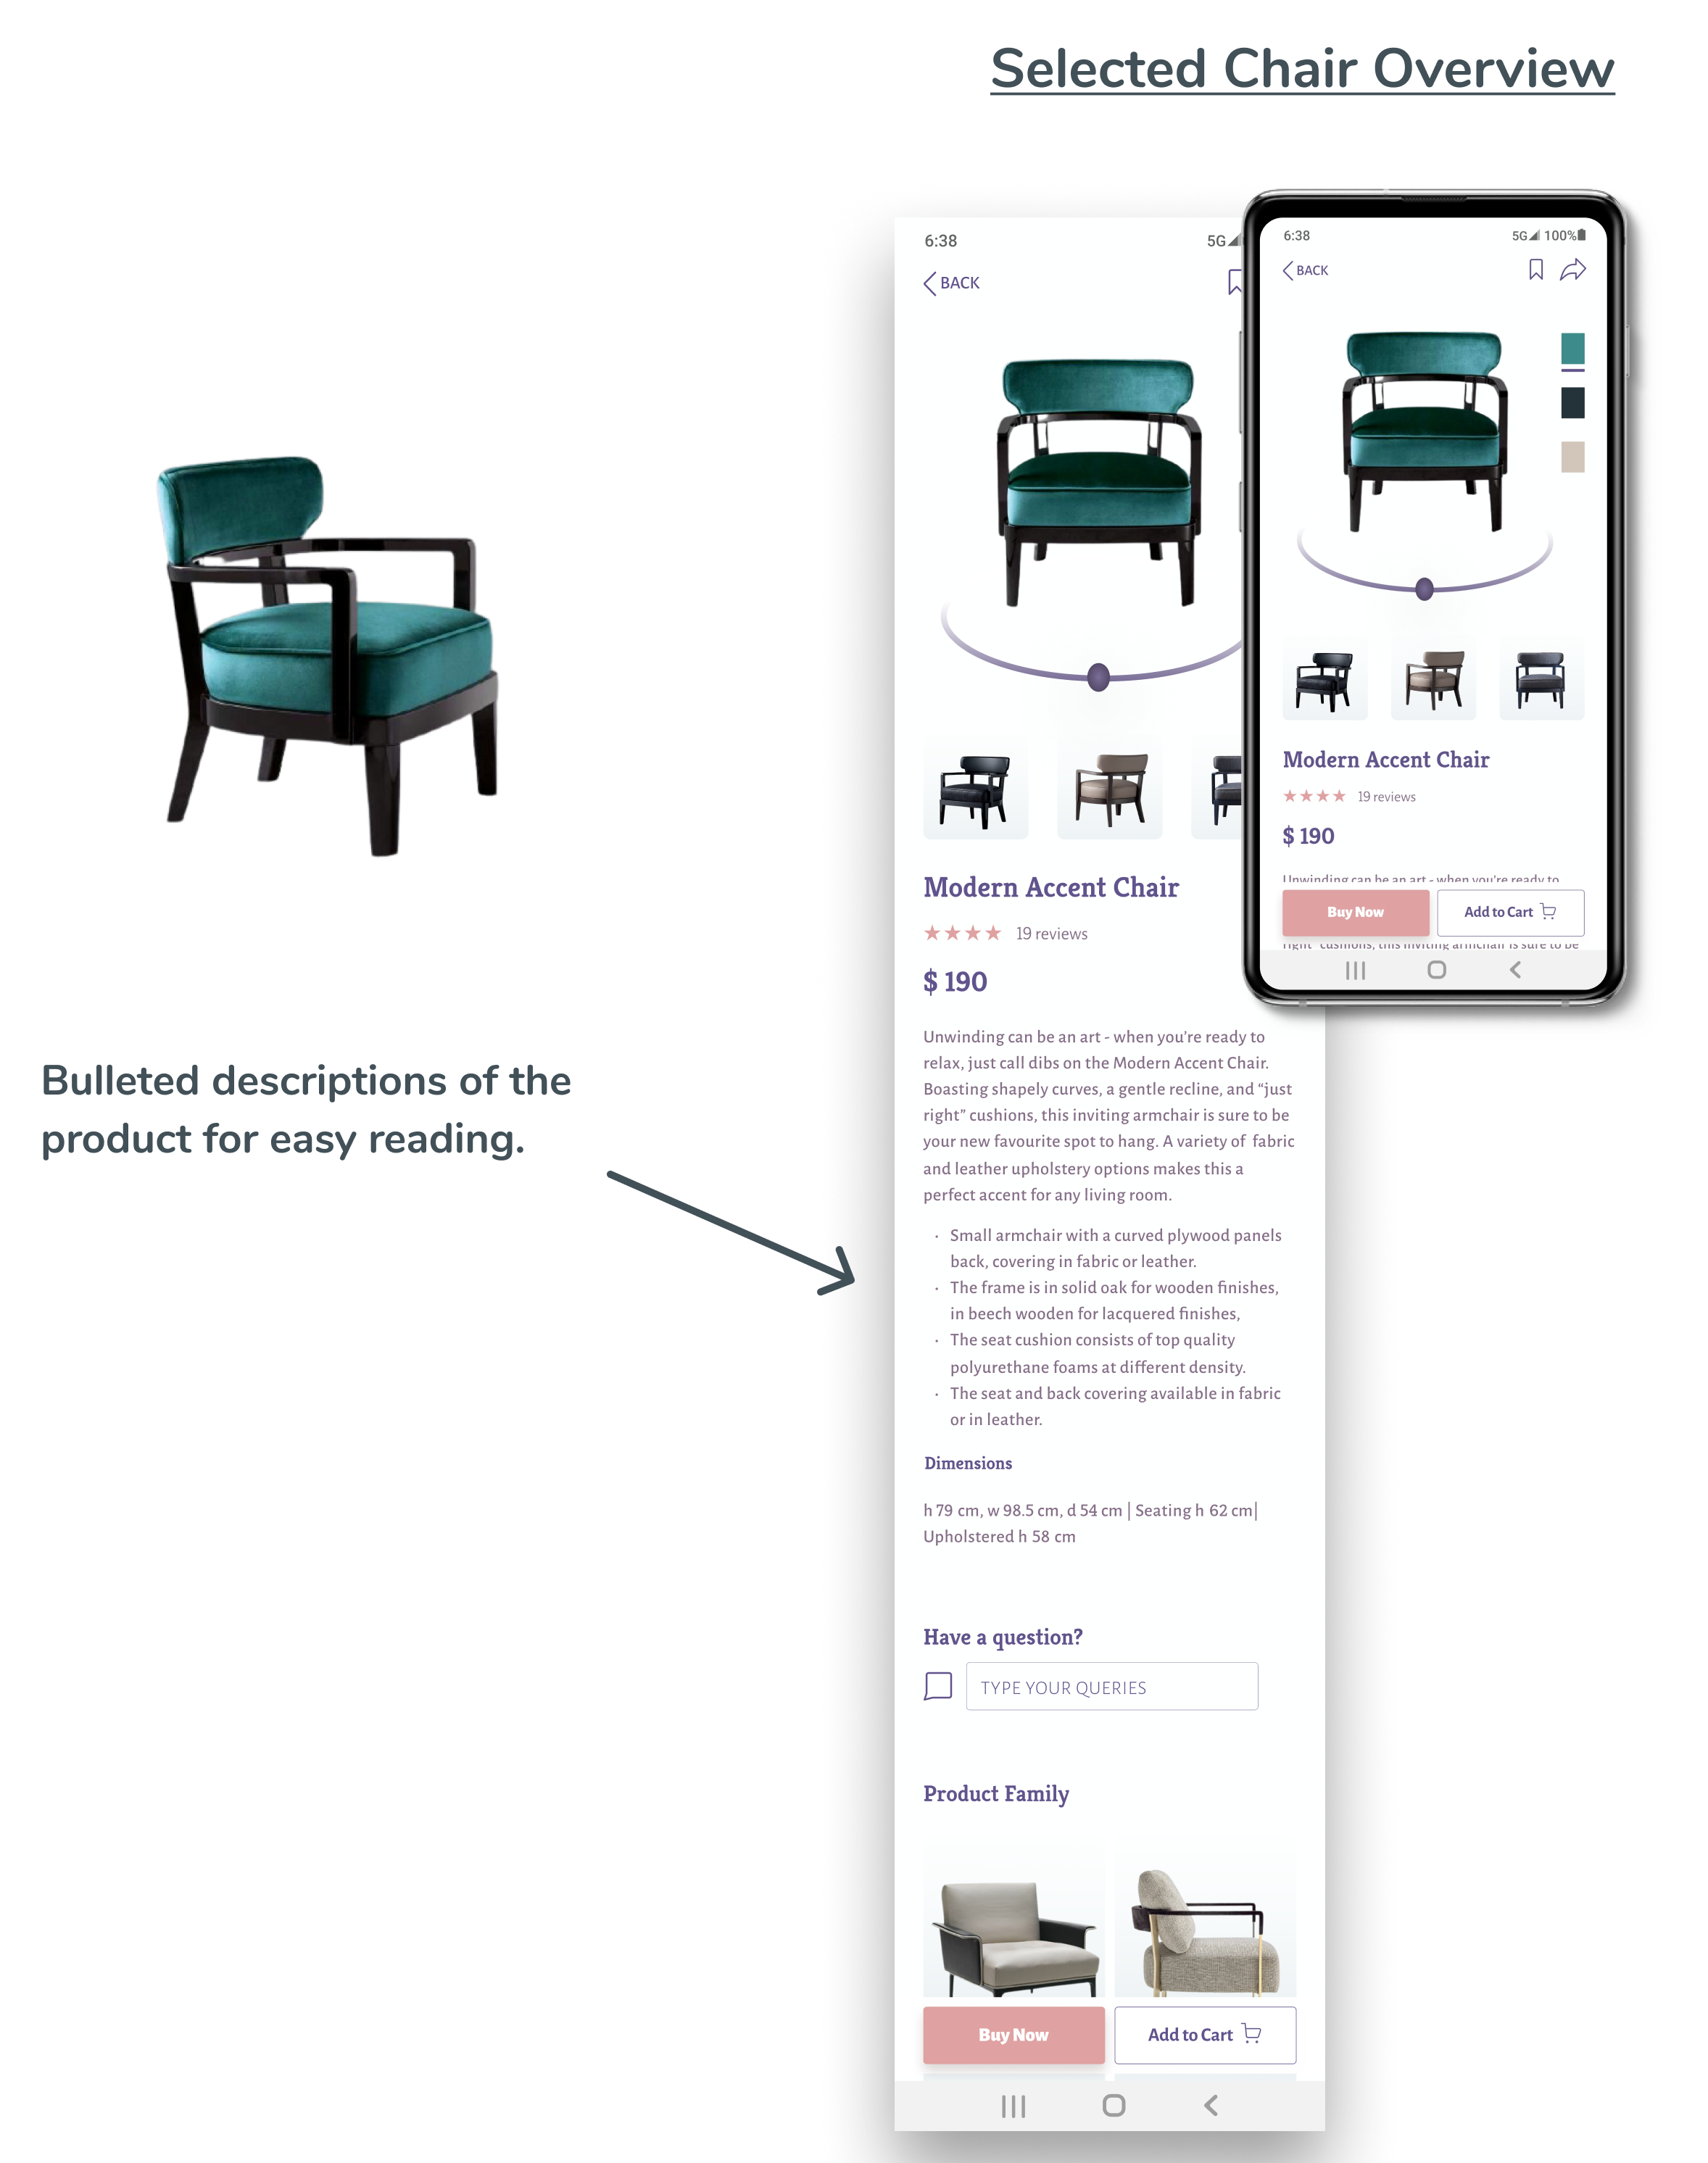 Selected Chair Overview
6:38
5G
BACK
Modern Accent Chair
19 reviews
$ 190
Unwinding can be an art - when you're ready to
relax, just call dibs on the Modern Accent Chair.
Boasting shapely curves, a gentle recline, and “just
right” cushions, this inviting armchair is sure to be
your new favourite spot to hang. A variety of fabric
and leather upholstery options makes this a
perfect accent for any living room.
· Small armchair with a curved plywood panels
back, covering in fabric or leather.
· The frame is in solid oak for wooden finishes,
in beech wooden for lacquered finishes,
· The seat cushion consists of top quality
polyurethane foams at different density.
· The seat and back covering available in fabric
or in leather.
Dimensions
h 79 cm, w 98.5 cm, d 54 cm | Seating h 62 cm|
Upholstered h 58 cm
Have a question?
TYPE YOUR QUERIES
Product Family
Buy Now
Add to Cart
6:38
5G 100%
BACK
Modern Accent Chair
19 reviews
$ 190
Unwinding can be an art - when you're ready to
Buy Now
Add to Cart
right” cushions, this inviting armchair is sure to be
Bulleted descriptions of the
product for easy reading.